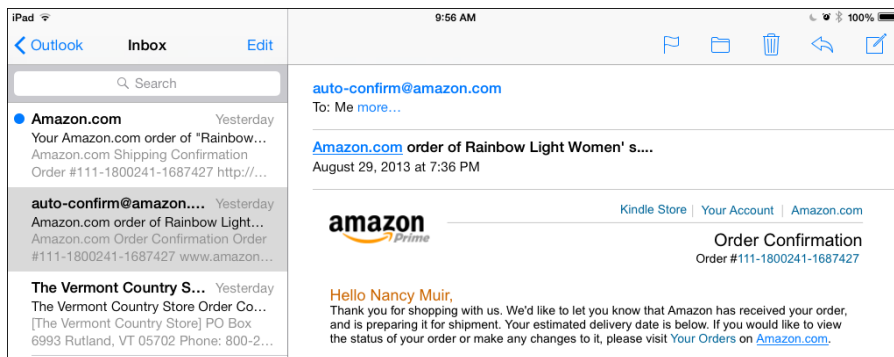 iPad 9:56 AM 100%
Outlook Inbox Edit
Search
Amazon.com Yesterday
Your Amazon.com order of "Rainbow...
Amazon.com Shipping Confirmation
Order #111-1800241-1687427 http://...
auto-confirm@amazon.... Yesterday
Amazon.com order of Rainbow Light...
Amazon.com Order Confirmation Order
#111-1800241-1687427 www.amazon...
The Vermont Country S... Yesterday
The Vermont Country Store Order Co...
[The Vermont Country Store] PO Box
6993 Rutland, VT 05702 Phone: 800-2...
auto-confirm@amazon.com
To: Me more...
Amazon.com order of Rainbow Light Women' s....
August 29, 2013 at 7:36 PM
amazon Prime
Kindle Store | Your Account | Amazon.com
Order Confirmation
Order #111-1800241-1687427
Hello Nancy Muir,
Thank you for shopping with us. We'd like to let you know that Amazon has received your order,
and is preparing it for shipment. Your estimated delivery date is below. If you would like to view
the status of your order or make any changes to it, please visit Your Orders on Amazon.com.